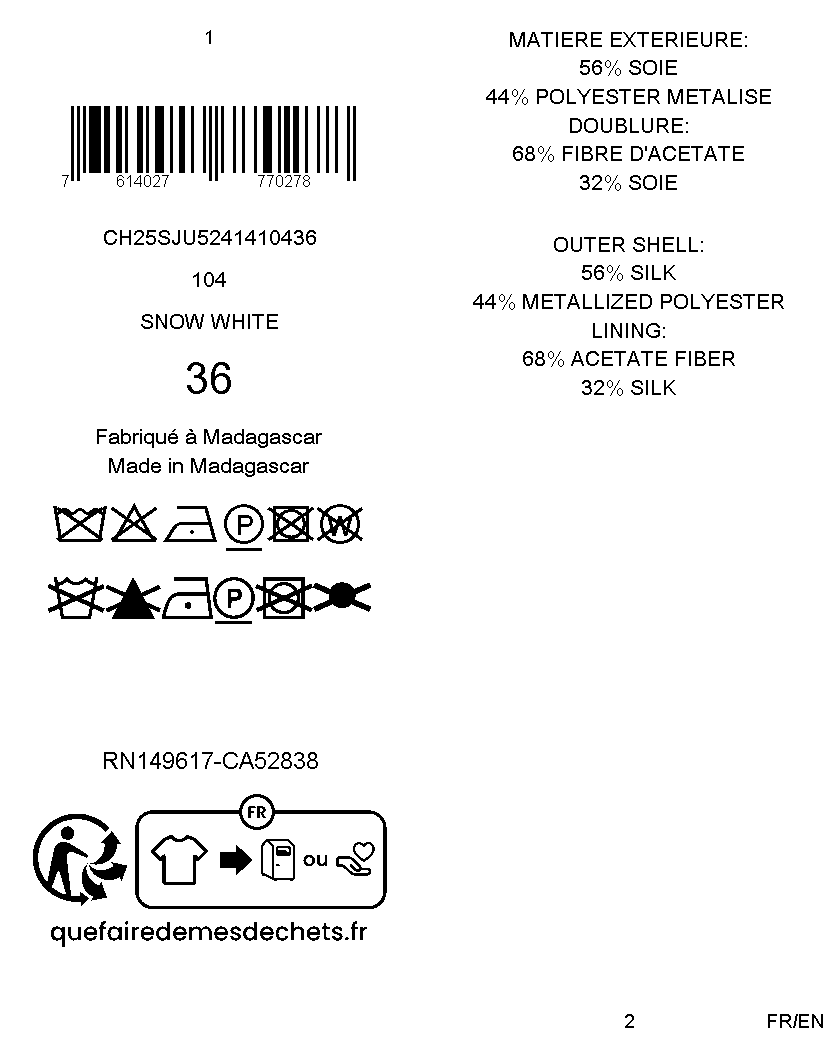 1
7 614027 770278
CH25SJU5241410436
104
SNOW WHITE
36
Fabriqué à Madagascar
Made in Madagascar
P
W
P
RN149617-CA52838
FR
ou
quefairedemesdechets.fr
MATIERE EXTERIEURE:
56% SOIE
44% POLYESTER METALISE
DOUBLURE:
68% FIBRE D'ACETATE
32% SOIE
OUTER SHELL:
56% SILK
44% METALLIZED POLYESTER
LINING:
68% ACETATE FIBER
32% SILK
2
FR/EN